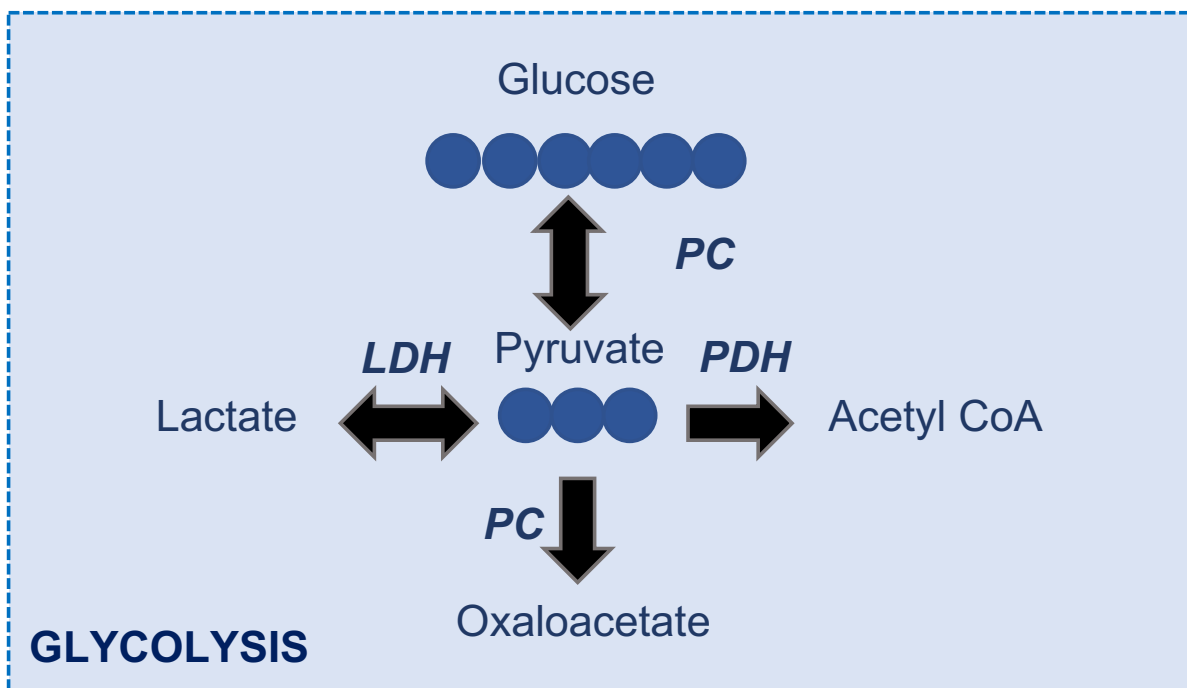 Glucose
PC
Pyruvate
LDH
PDH
Lactate
Acetyl CoA
PC
Oxaloacetate
GLYCOLYSIS